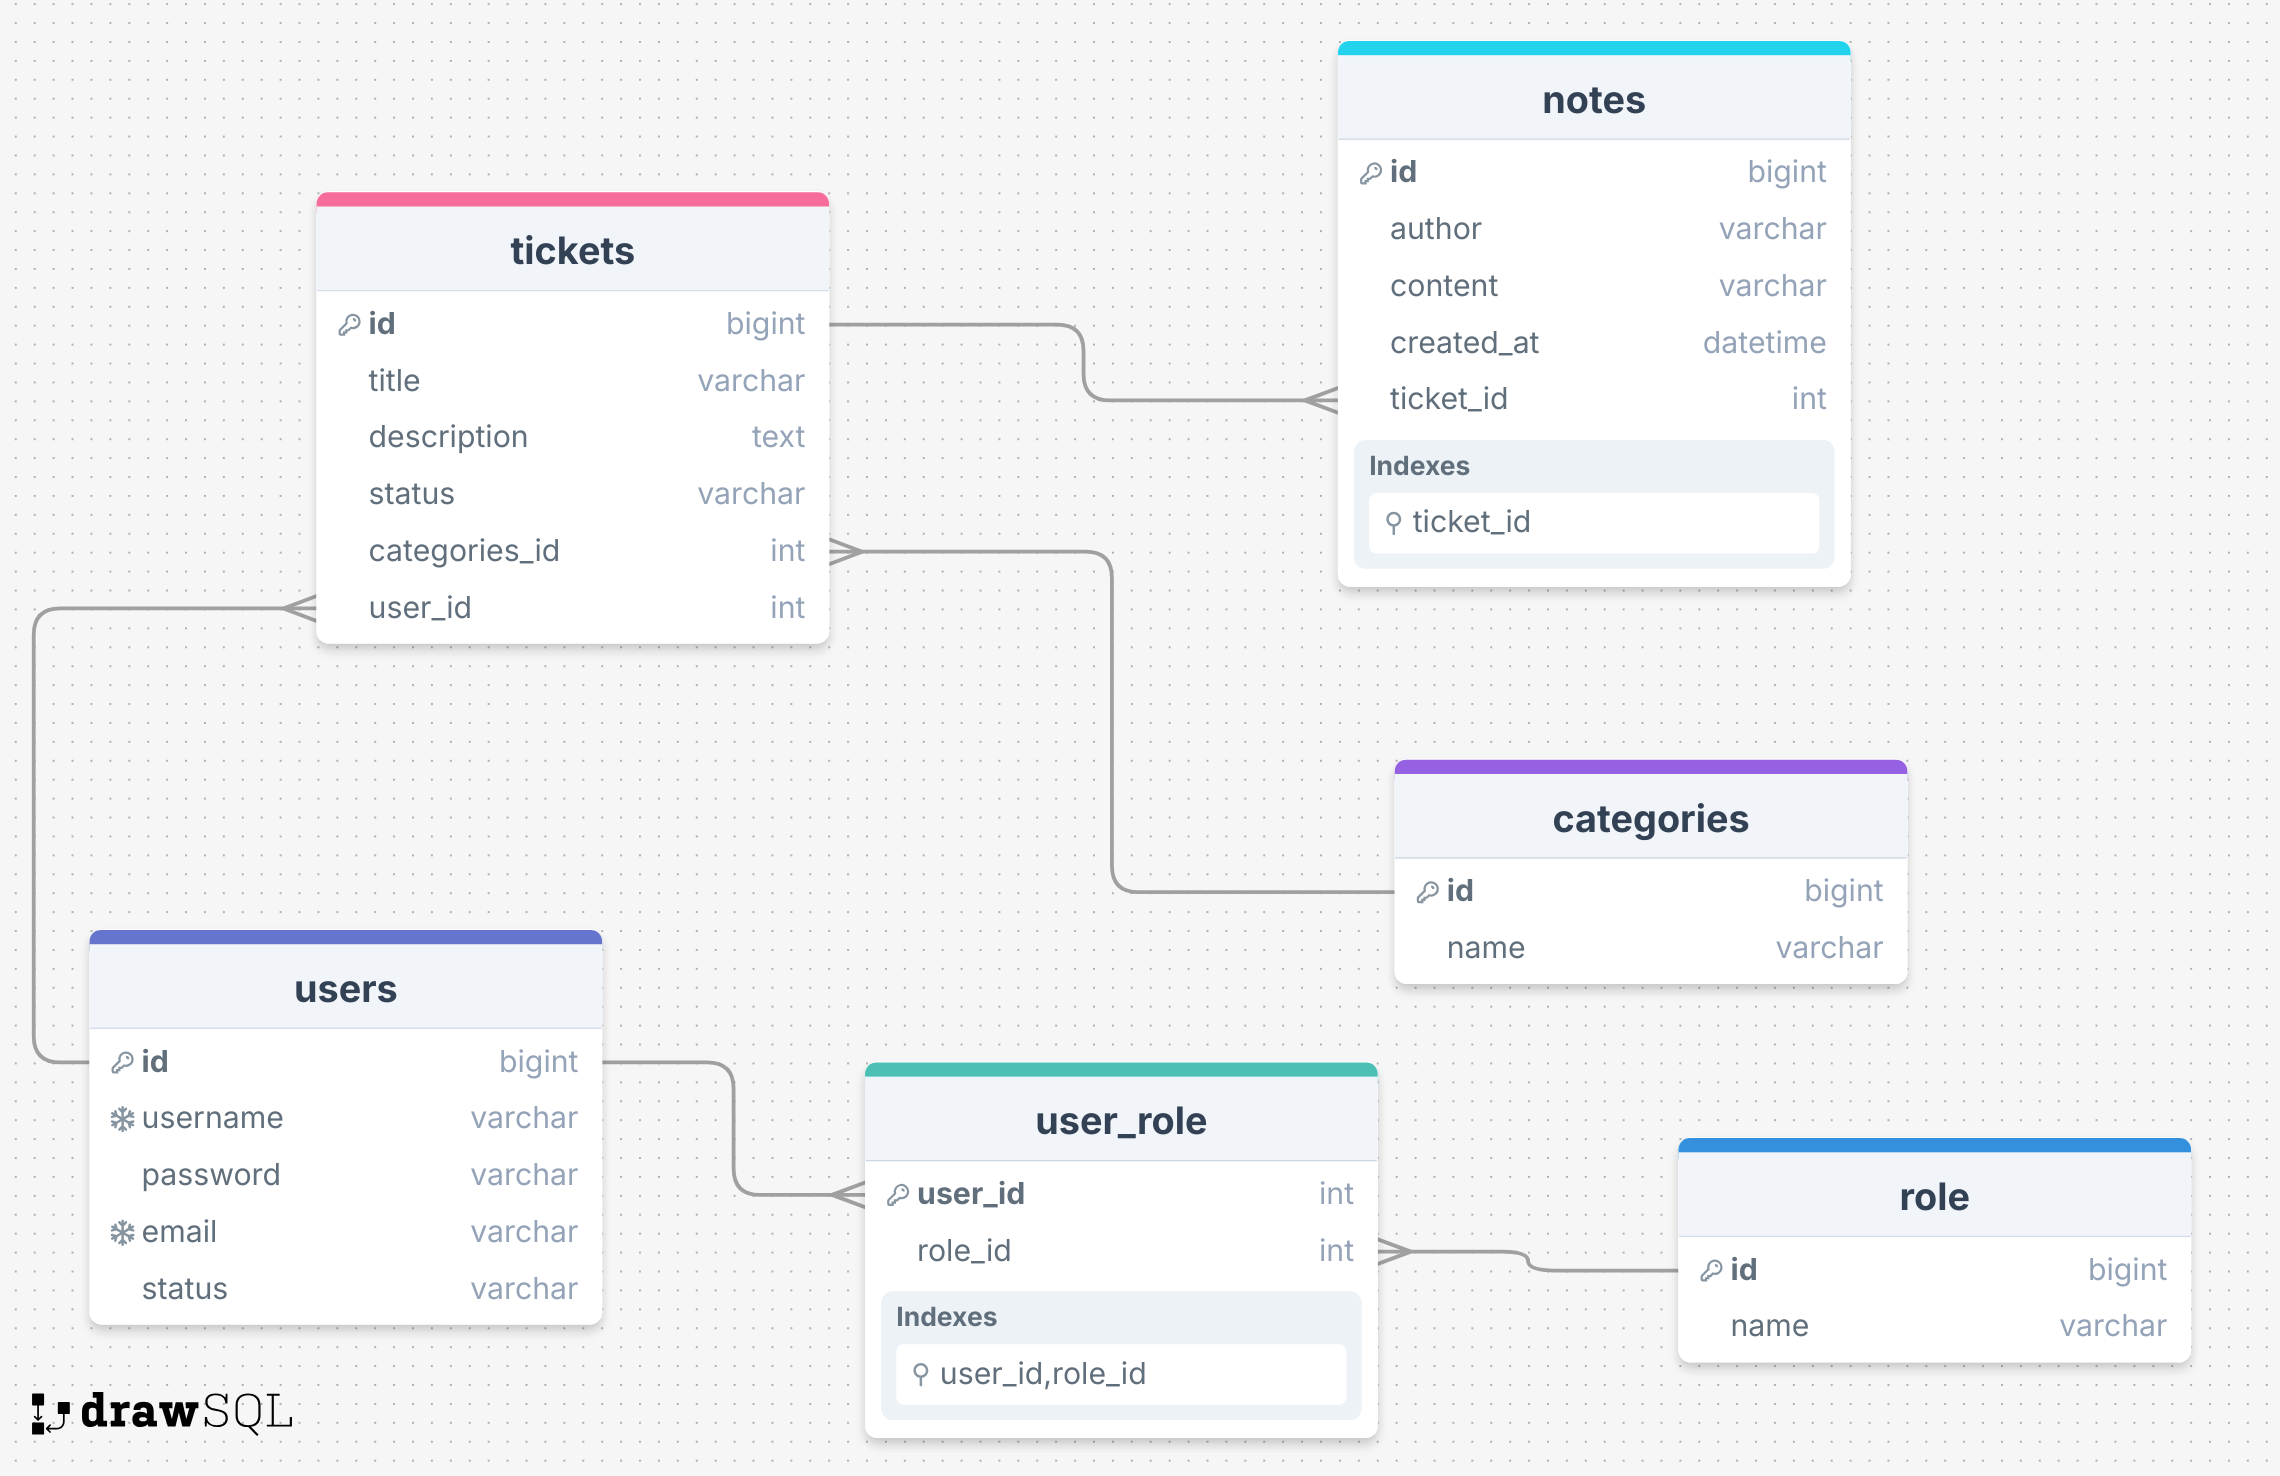 notes
id bigint
author varchar
content varchar
created_at datetime
ticket_id int
Indexes
ticket_id
tickets
id bigint
title varchar
description text
status varchar
categories_id int
user_id int
categories
id bigint
name varchar
users
id bigint
username varchar
password varchar
email varchar
status varchar
user_role
user_id int
role_id int
Indexes
user_id,role_id
role
id bigint
name varchar
drawSQL